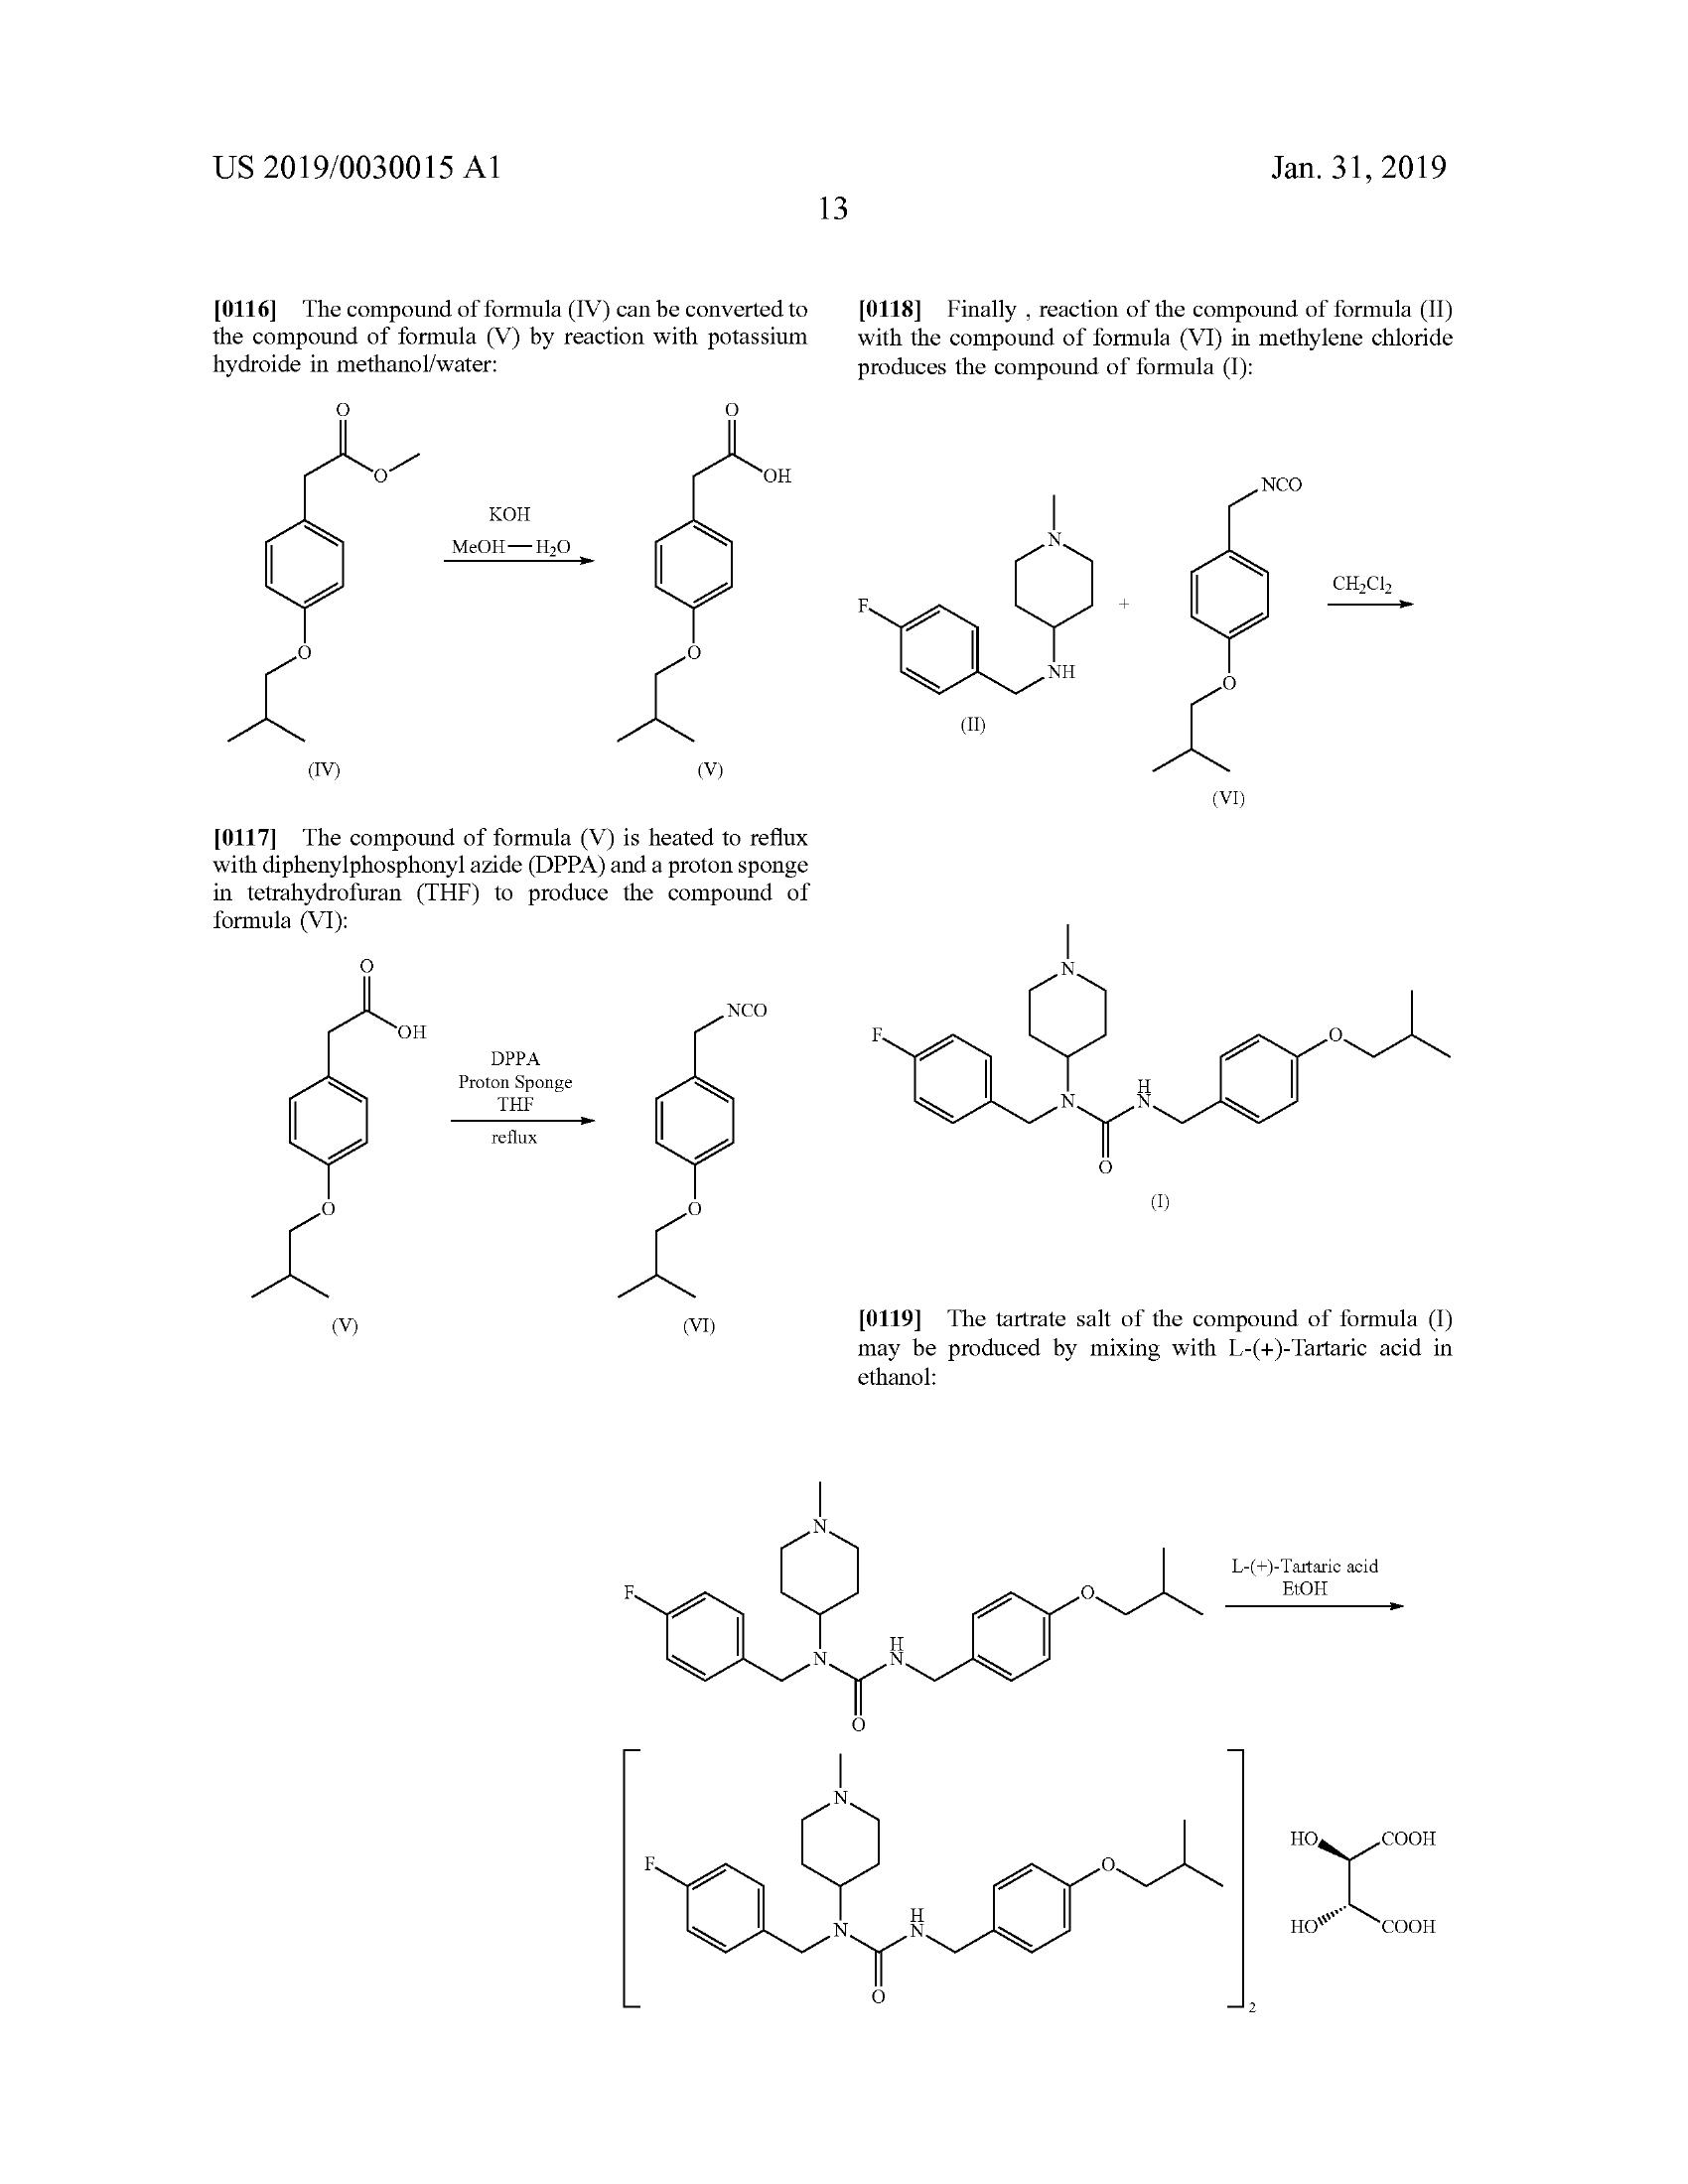 US 2019/0030015 A1
Jan. 31, 2019
13
[0116] The compound of formula (IV) can be converted to
the compound of formula (V) by reaction with potassium
hydroide in methanol/water:
O
O
KOH
MeOH—H2O
O
(IV)
O
OH
O
(V)
[0117] The compound of formula (V) is heated to reflux
with diphenylphosphonyl azide (DPPA) and a proton sponge
in tetrahydrofuran (THF) to produce the compound of
formula (VI):
O
OH
O
(V)
DPPA
Proton Sponge
THF
reflux
NCO
O
(VI)
[0118] Finally , reaction of the compound of formula (II)
with the compound of formula (VI) in methylene chloride
produces the compound of formula (I):
N
F
NH
(II)
+
NCO
O
(VI)
CH2Cl2
N
F
O
N
H
N
O
(I)
[0119] The tartrate salt of the compound of formula (I)
may be produced by mixing with L-(+)-Tartaric acid in
ethanol:
N
F
O
N
H
N
O
L-(+)-Tartaric acid
EtOH
N
F
O
N
H
N
O
2
HO
COOH
HO
COOH